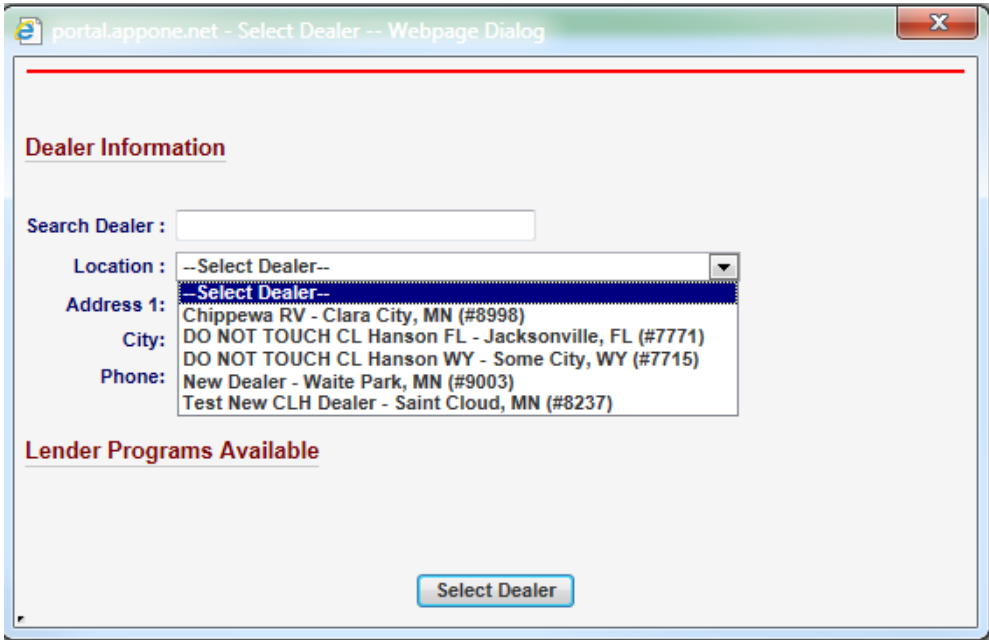 portal.appone.net - Select Dealer -- Webpage Dialog
Dealer Information
Search Dealer :
Location : --Select Dealer--
--Select Dealer--
Address 1:
Chippewa RV - Clara City, MN (#8998)
DO NOT TOUCH CL Hanson FL - Jacksonville, FL (#7771)
City:
DO NOT TOUCH CL Hanson WY - Some City, WY (#7715)
Phone:
New Dealer - Waite Park, MN (#9003)
Test New CLH Dealer - Saint Cloud, MN (#8237)
Lender Programs Available
Select Dealer